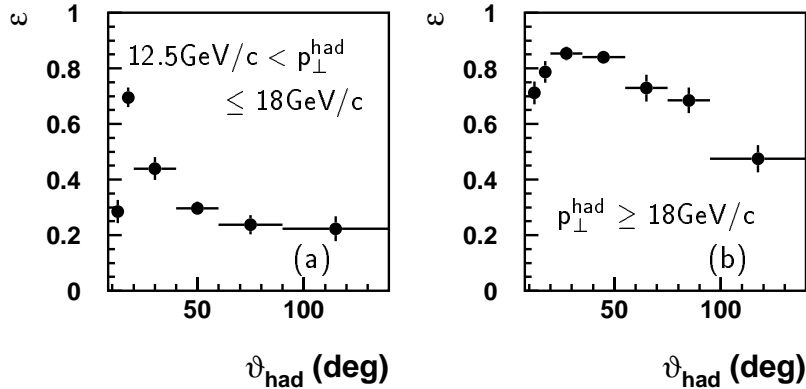 ε
1
0.8
0.6
0.4
0.2
0
12.5GeV/c < p⊥^had
≤ 18GeV/c
(a)
50
100
ϑhad (deg)
ε
1
0.8
0.6
0.4
0.2
0
p⊥^had ≥ 18GeV/c
(b)
50
100
ϑhad (deg)